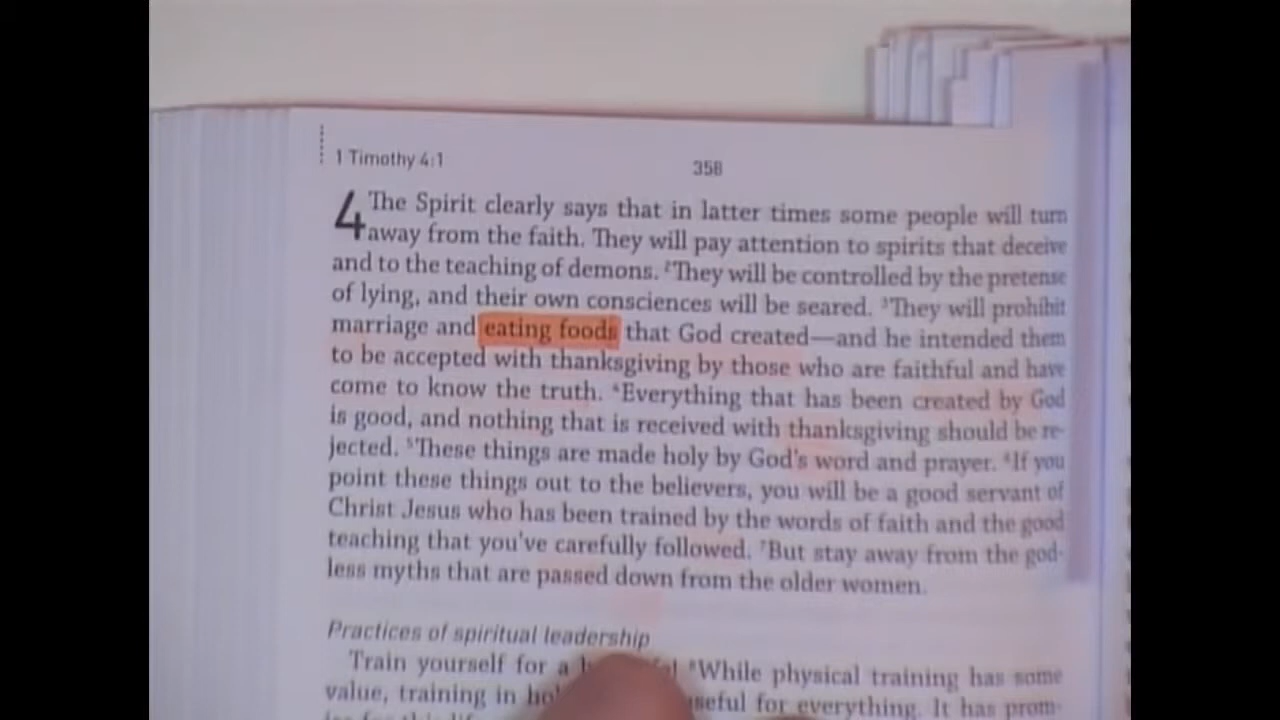 1 Timothy 4:1
358
4 The Spirit clearly says that in latter times some people will turn
away from the faith. They will pay attention to spirits that deceive
and to the teaching of demons. ²They will be controlled by the pretense
of lying, and their own consciences will be seared. ³They will prohibit
marriage and eating foods that God created—and he intended them
to be accepted with thanksgiving by those who are faithful and have
come to know the truth. ⁴Everything that has been created by God
is good, and nothing that is received with thanksgiving should be re-
jected. ⁵These things are made holy by God's word and prayer. ⁶If you
point these things out to the believers, you will be a good servant of
Christ Jesus who has been trained by the words of faith and the good
teaching that you've carefully followed. ⁷But stay away from the god-
less myths that are passed down from the older women.
Practices of spiritual leadership
Train yourself for a ⁸While physical training has some
value, training in for everything. It has prom-